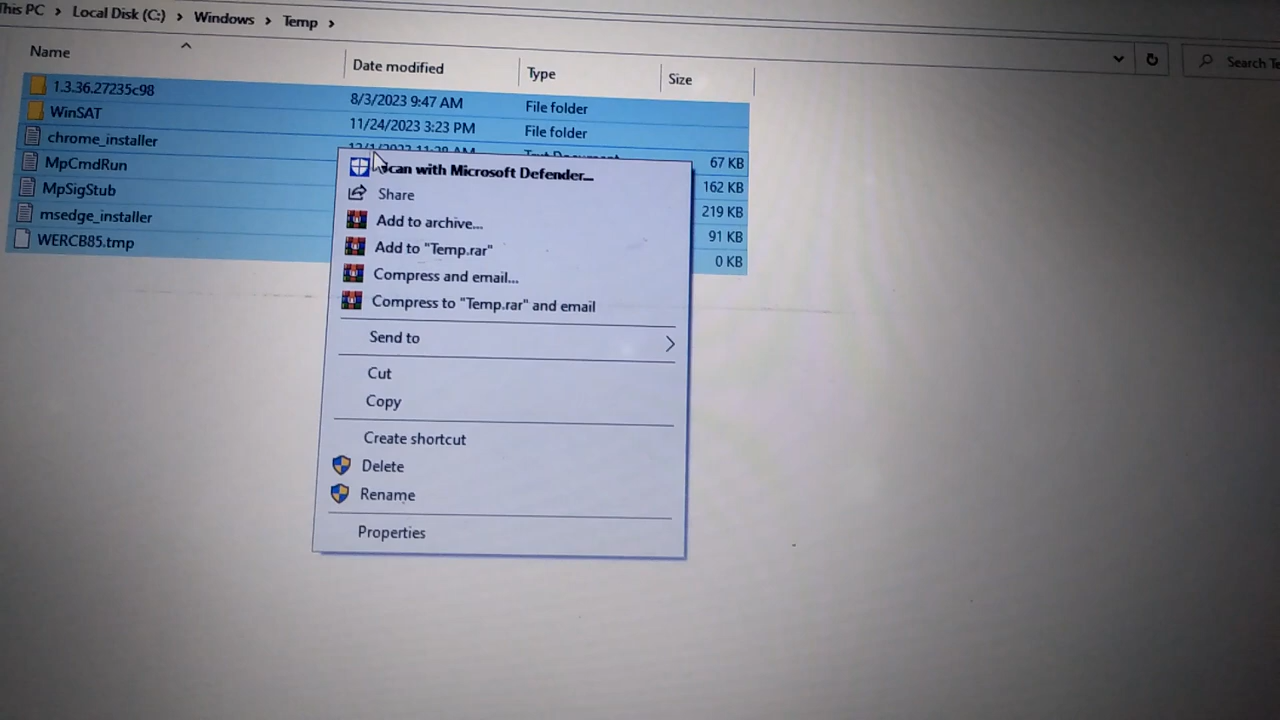 This PC > Local Disk (C:) > Windows > Temp >
Search
Name Date modified Type Size
1.3.36.27235c98 8/3/2023 9:47 AM File folder
WinSAT 11/24/2023 3:23 PM File folder
chrome_installer 67 KB
MpCmdRun 162 KB
MpSigStub 219 KB
msedge_installer 91 KB
WERCB85.tmp 0 KB
Scan with Microsoft Defender...
Share
Add to archive...
Add to "Temp.rar"
Compress and email...
Compress to "Temp.rar" and email
Send to
Cut
Copy
Create shortcut
Delete
Rename
Properties